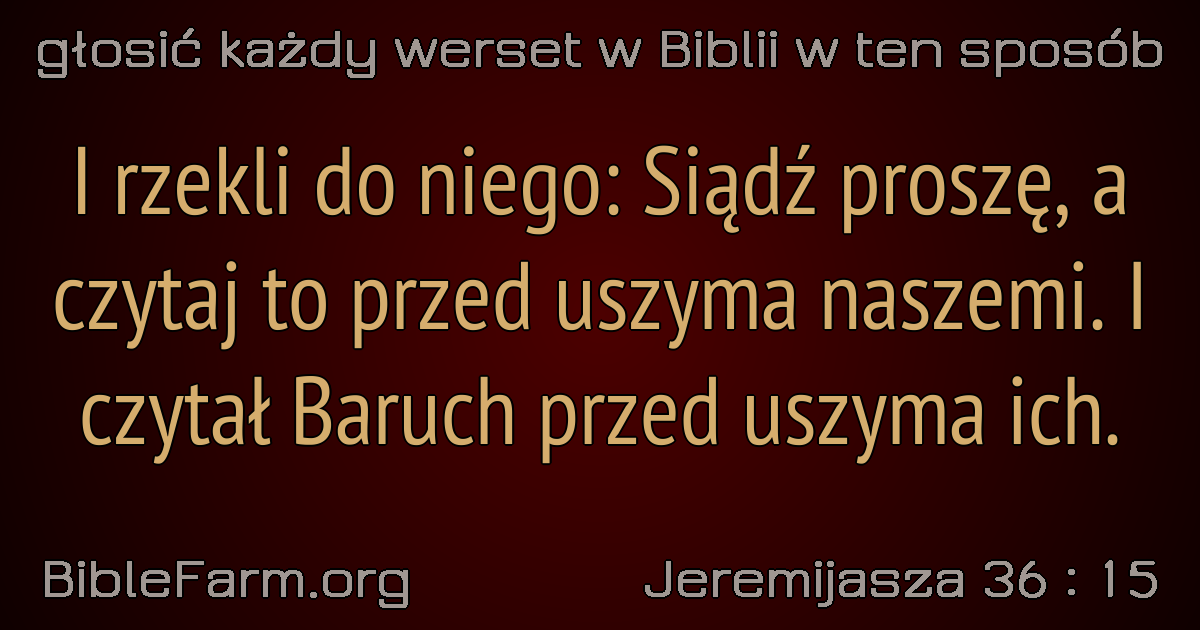 głosić każdy werset w Biblii w ten sposób
I rzekli do niego: Siądź proszę, a
czytaj to przed uszyma naszemi. I
czytał Baruch przed uszyma ich.
BibleFarm.org
Jeremijasza 36 : 15